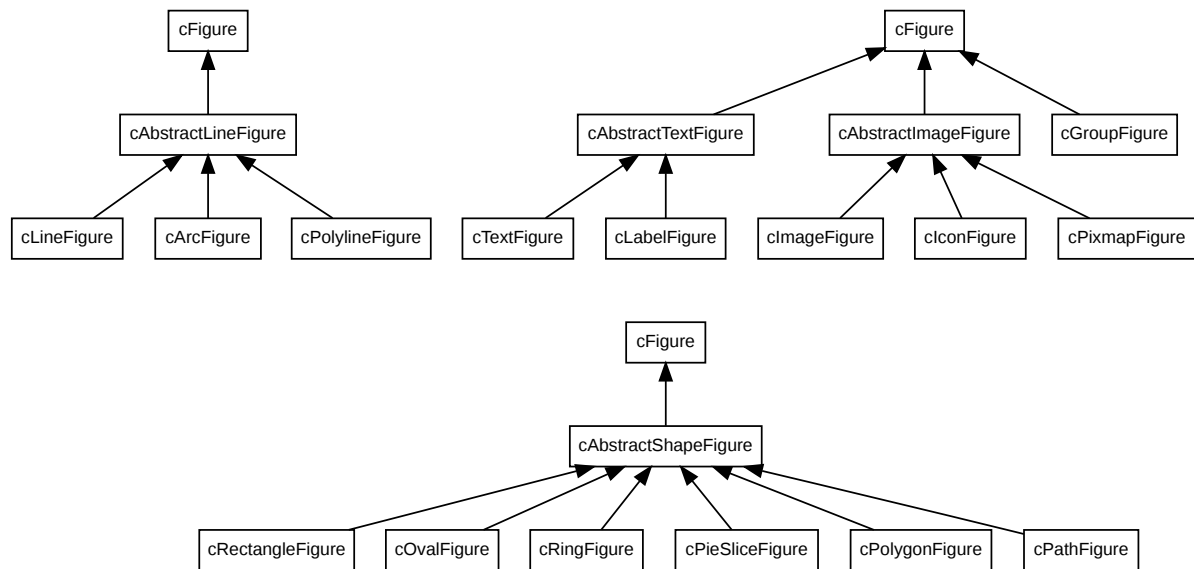 cFigure
cFigure
cAbstractLineFigure
cAbstractTextFigure
cAbstractImageFigure
cGroupFigure
cLineFigure
cArcFigure
cPolylineFigure
cTextFigure
cLabelFigure
cImageFigure
cIconFigure
cPixmapFigure
cFigure
cAbstractShapeFigure
cRectangleFigure
cOvalFigure
cRingFigure
cPieSliceFigure
cPolygonFigure
cPathFigure